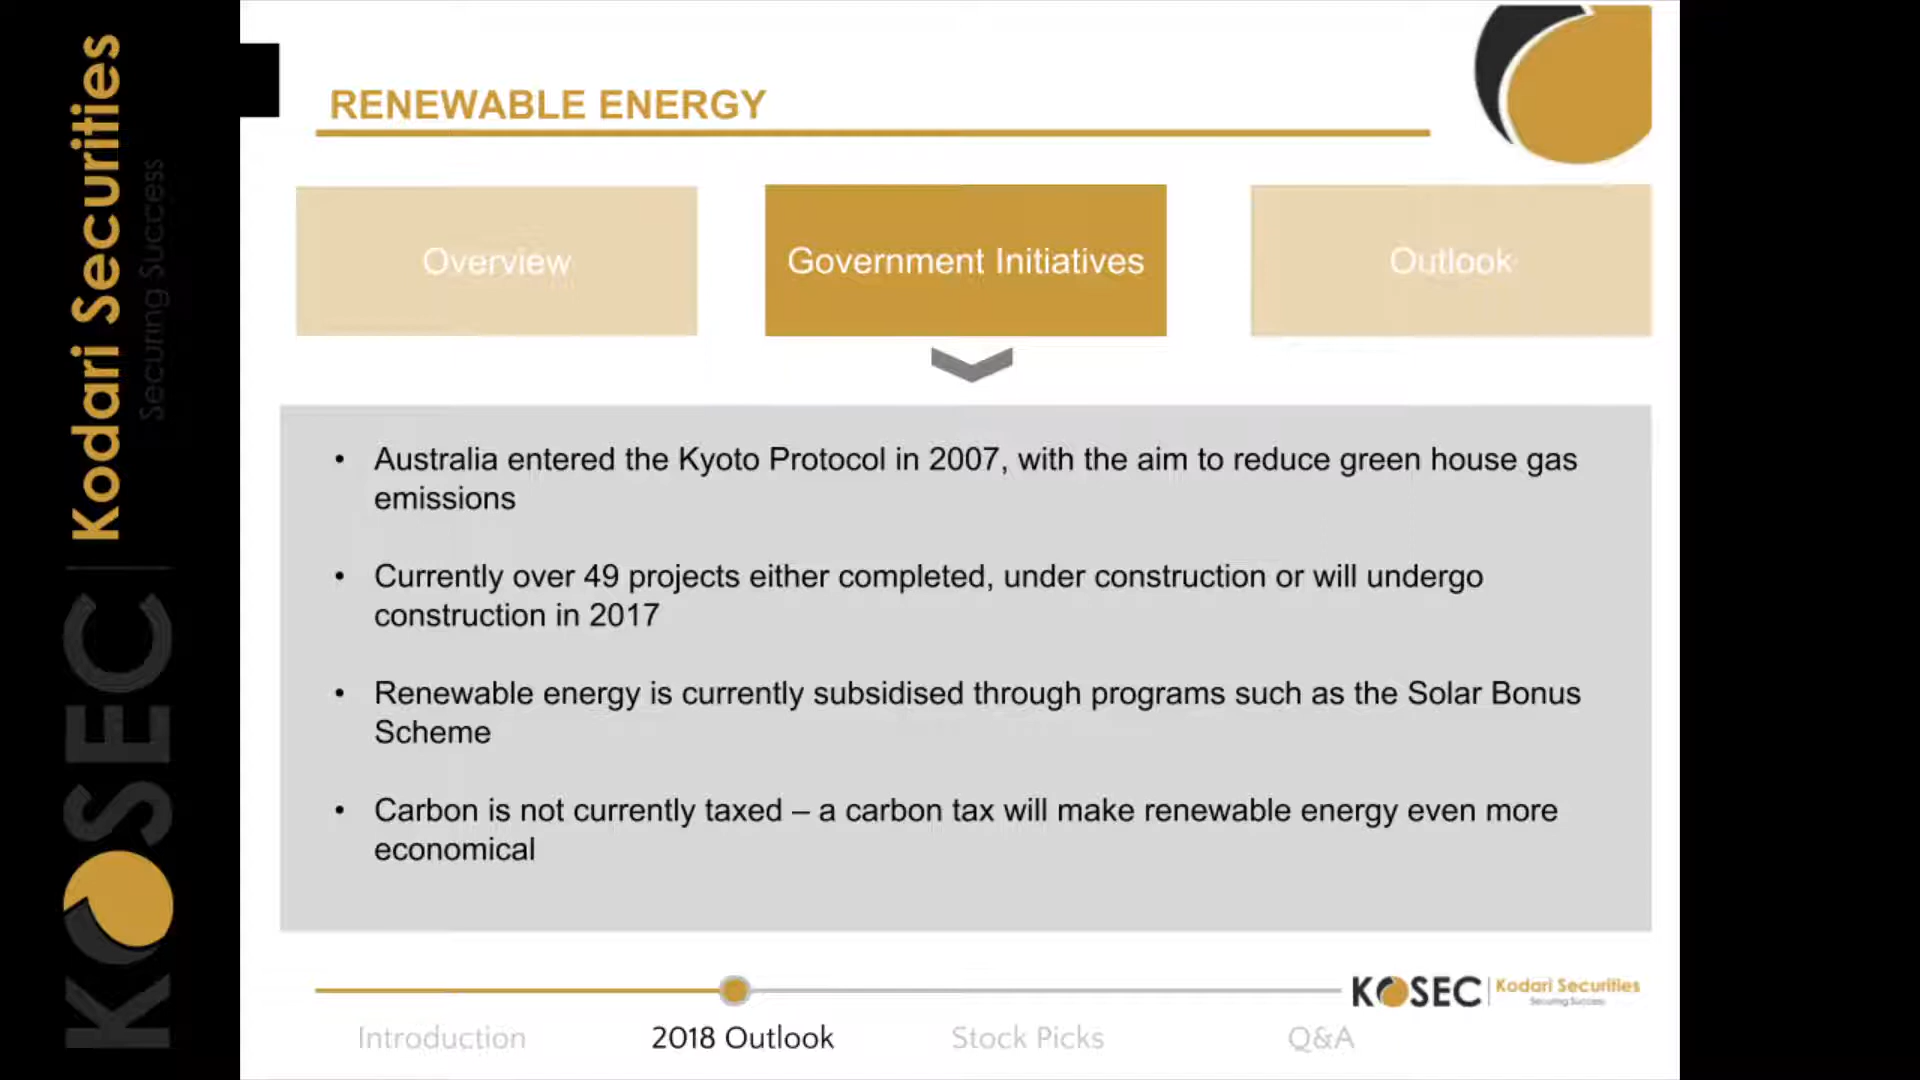 KOSEC | Kodari Securities
Securing Success
RENEWABLE ENERGY
Overview
Government Initiatives
Outlook
• Australia entered the Kyoto Protocol in 2007, with the aim to reduce green house gas
emissions
• Currently over 49 projects either completed, under construction or will undergo
construction in 2017
• Renewable energy is currently subsidised through programs such as the Solar Bonus
Scheme
• Carbon is not currently taxed – a carbon tax will make renewable energy even more
economical
KOSEC | Kodari Securities
Securing Success
Introduction
2018 Outlook
Stock Picks
Q&A